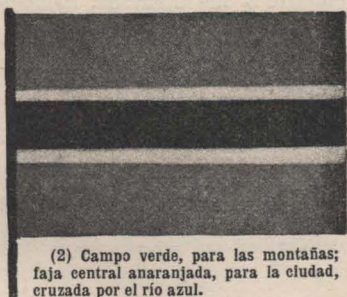 (2) Campo verde, para las montañas;
faja central anaranjada, para la ciudad,
cruzada por el río azul.